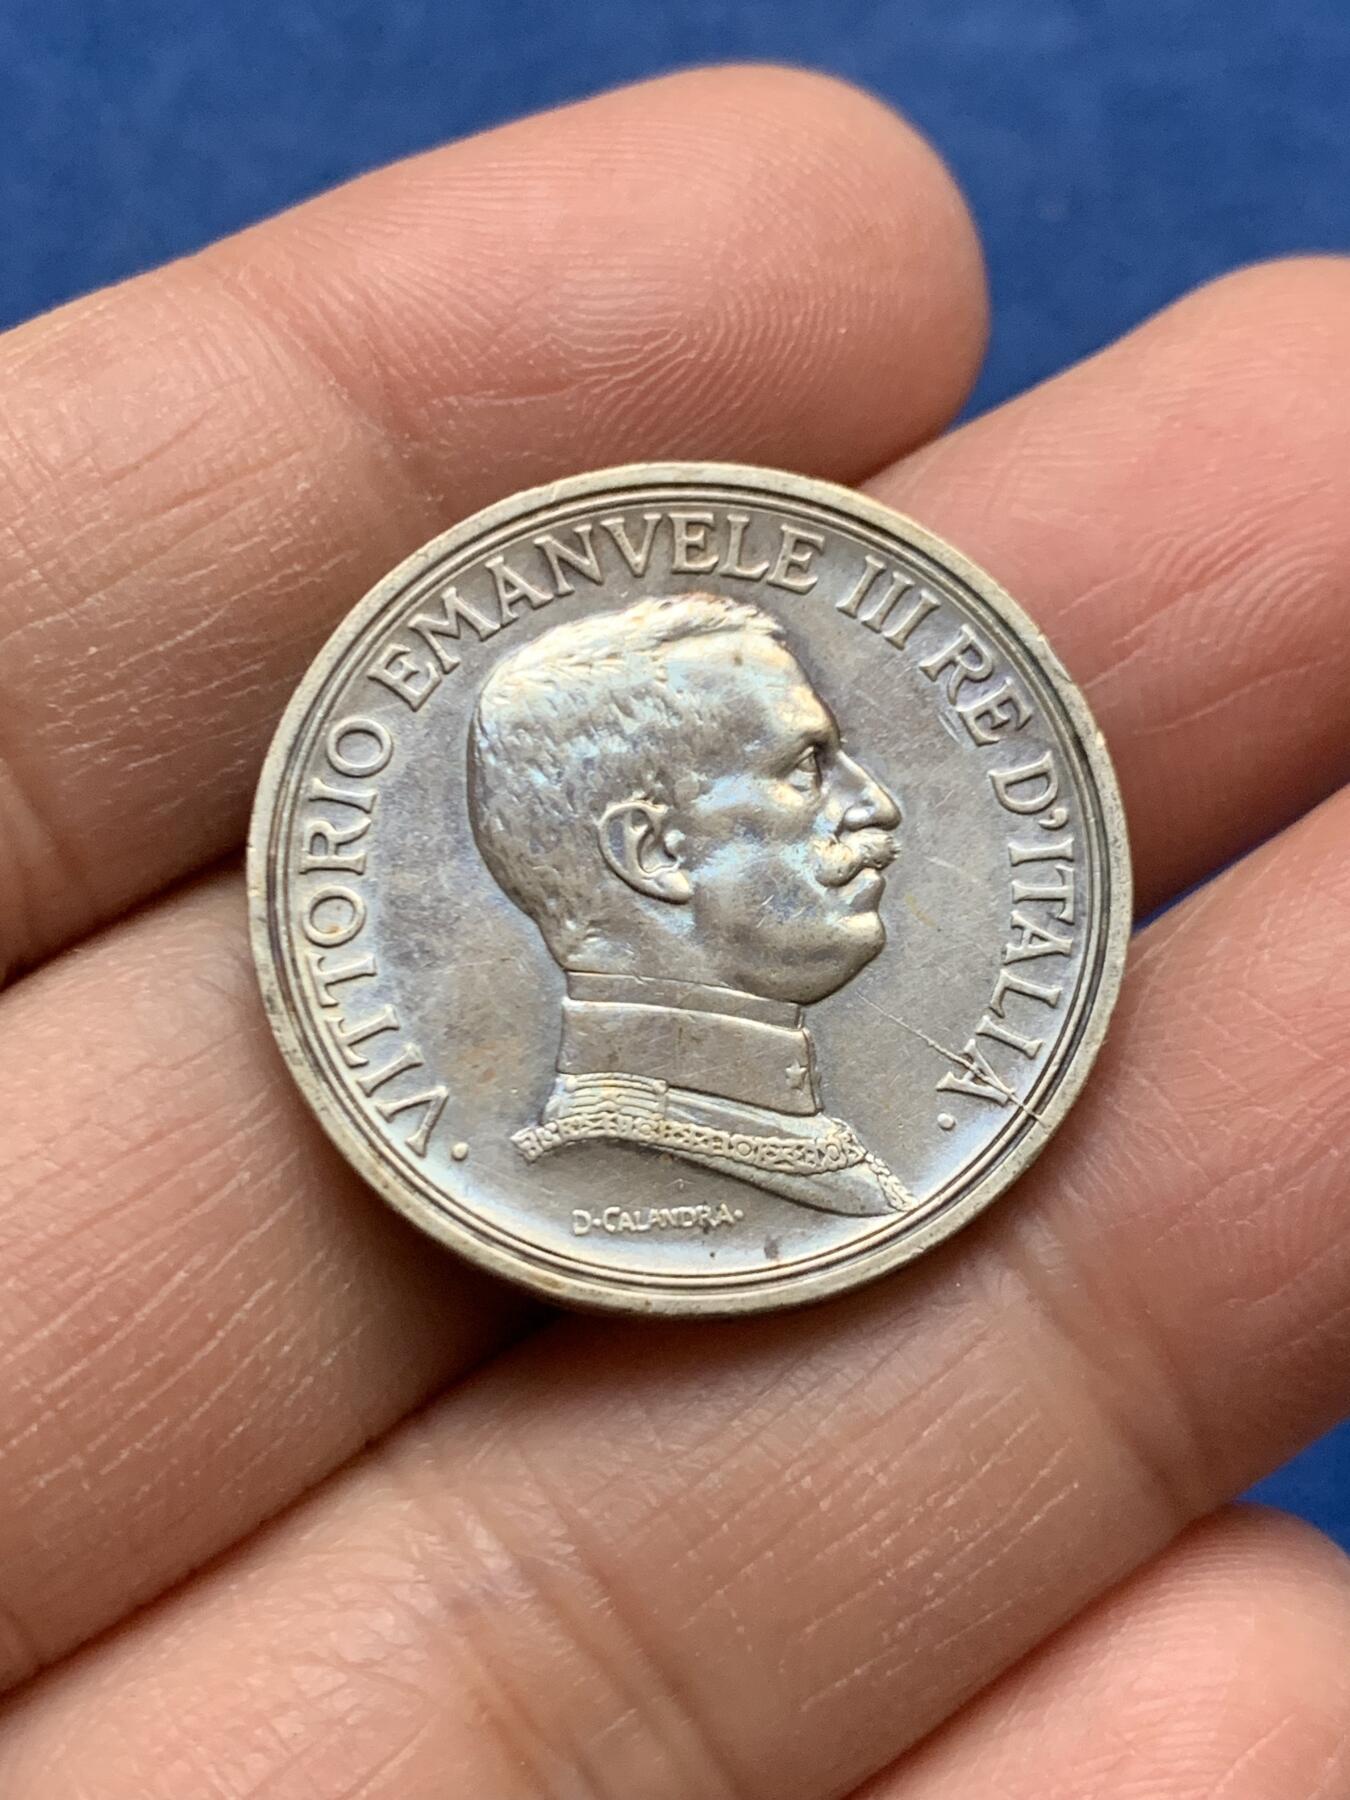 · VITTORIO EMANVELE III RE D'ITALIA ·
D·CALANDRA·